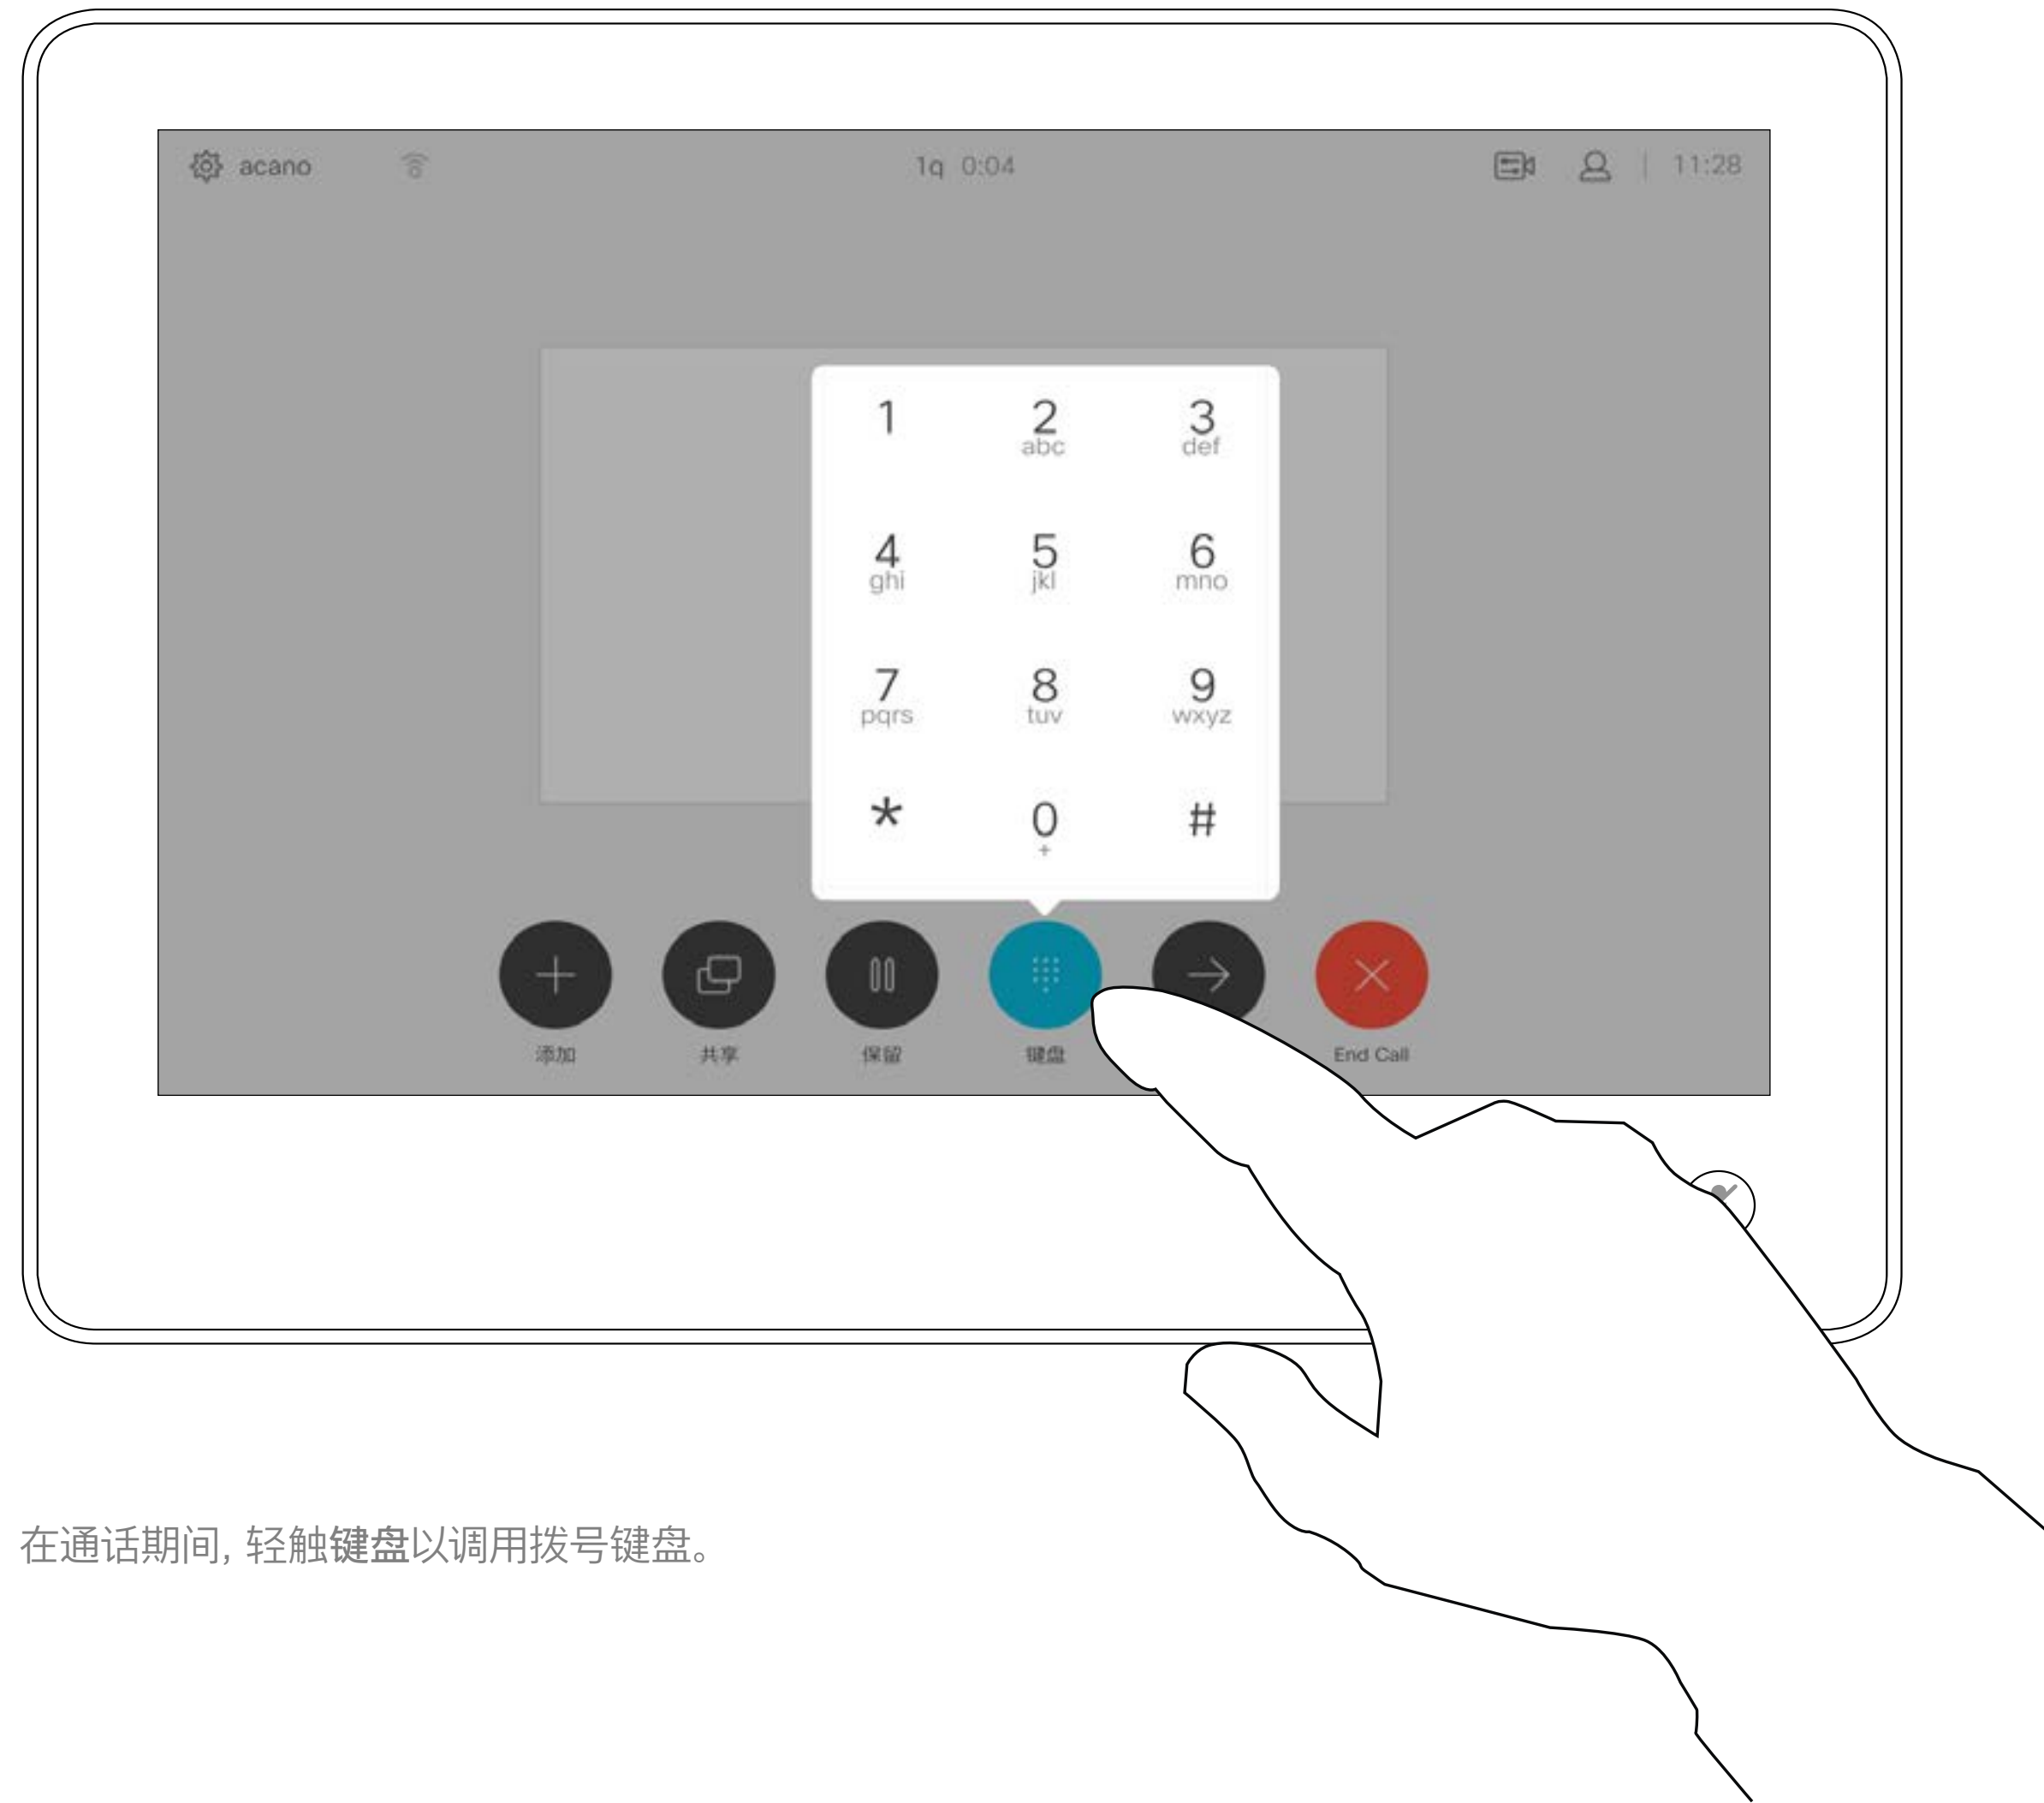 acano 1q 0:04 11:28
1 2 3
abc def
4 5 6
ghi jkl mno
7 8 9
pqrs tuv wxyz
* 0 #
+
添加 共享 保留 键盘 End Call
在通话期间, 轻触键盘以调用拨号键盘。